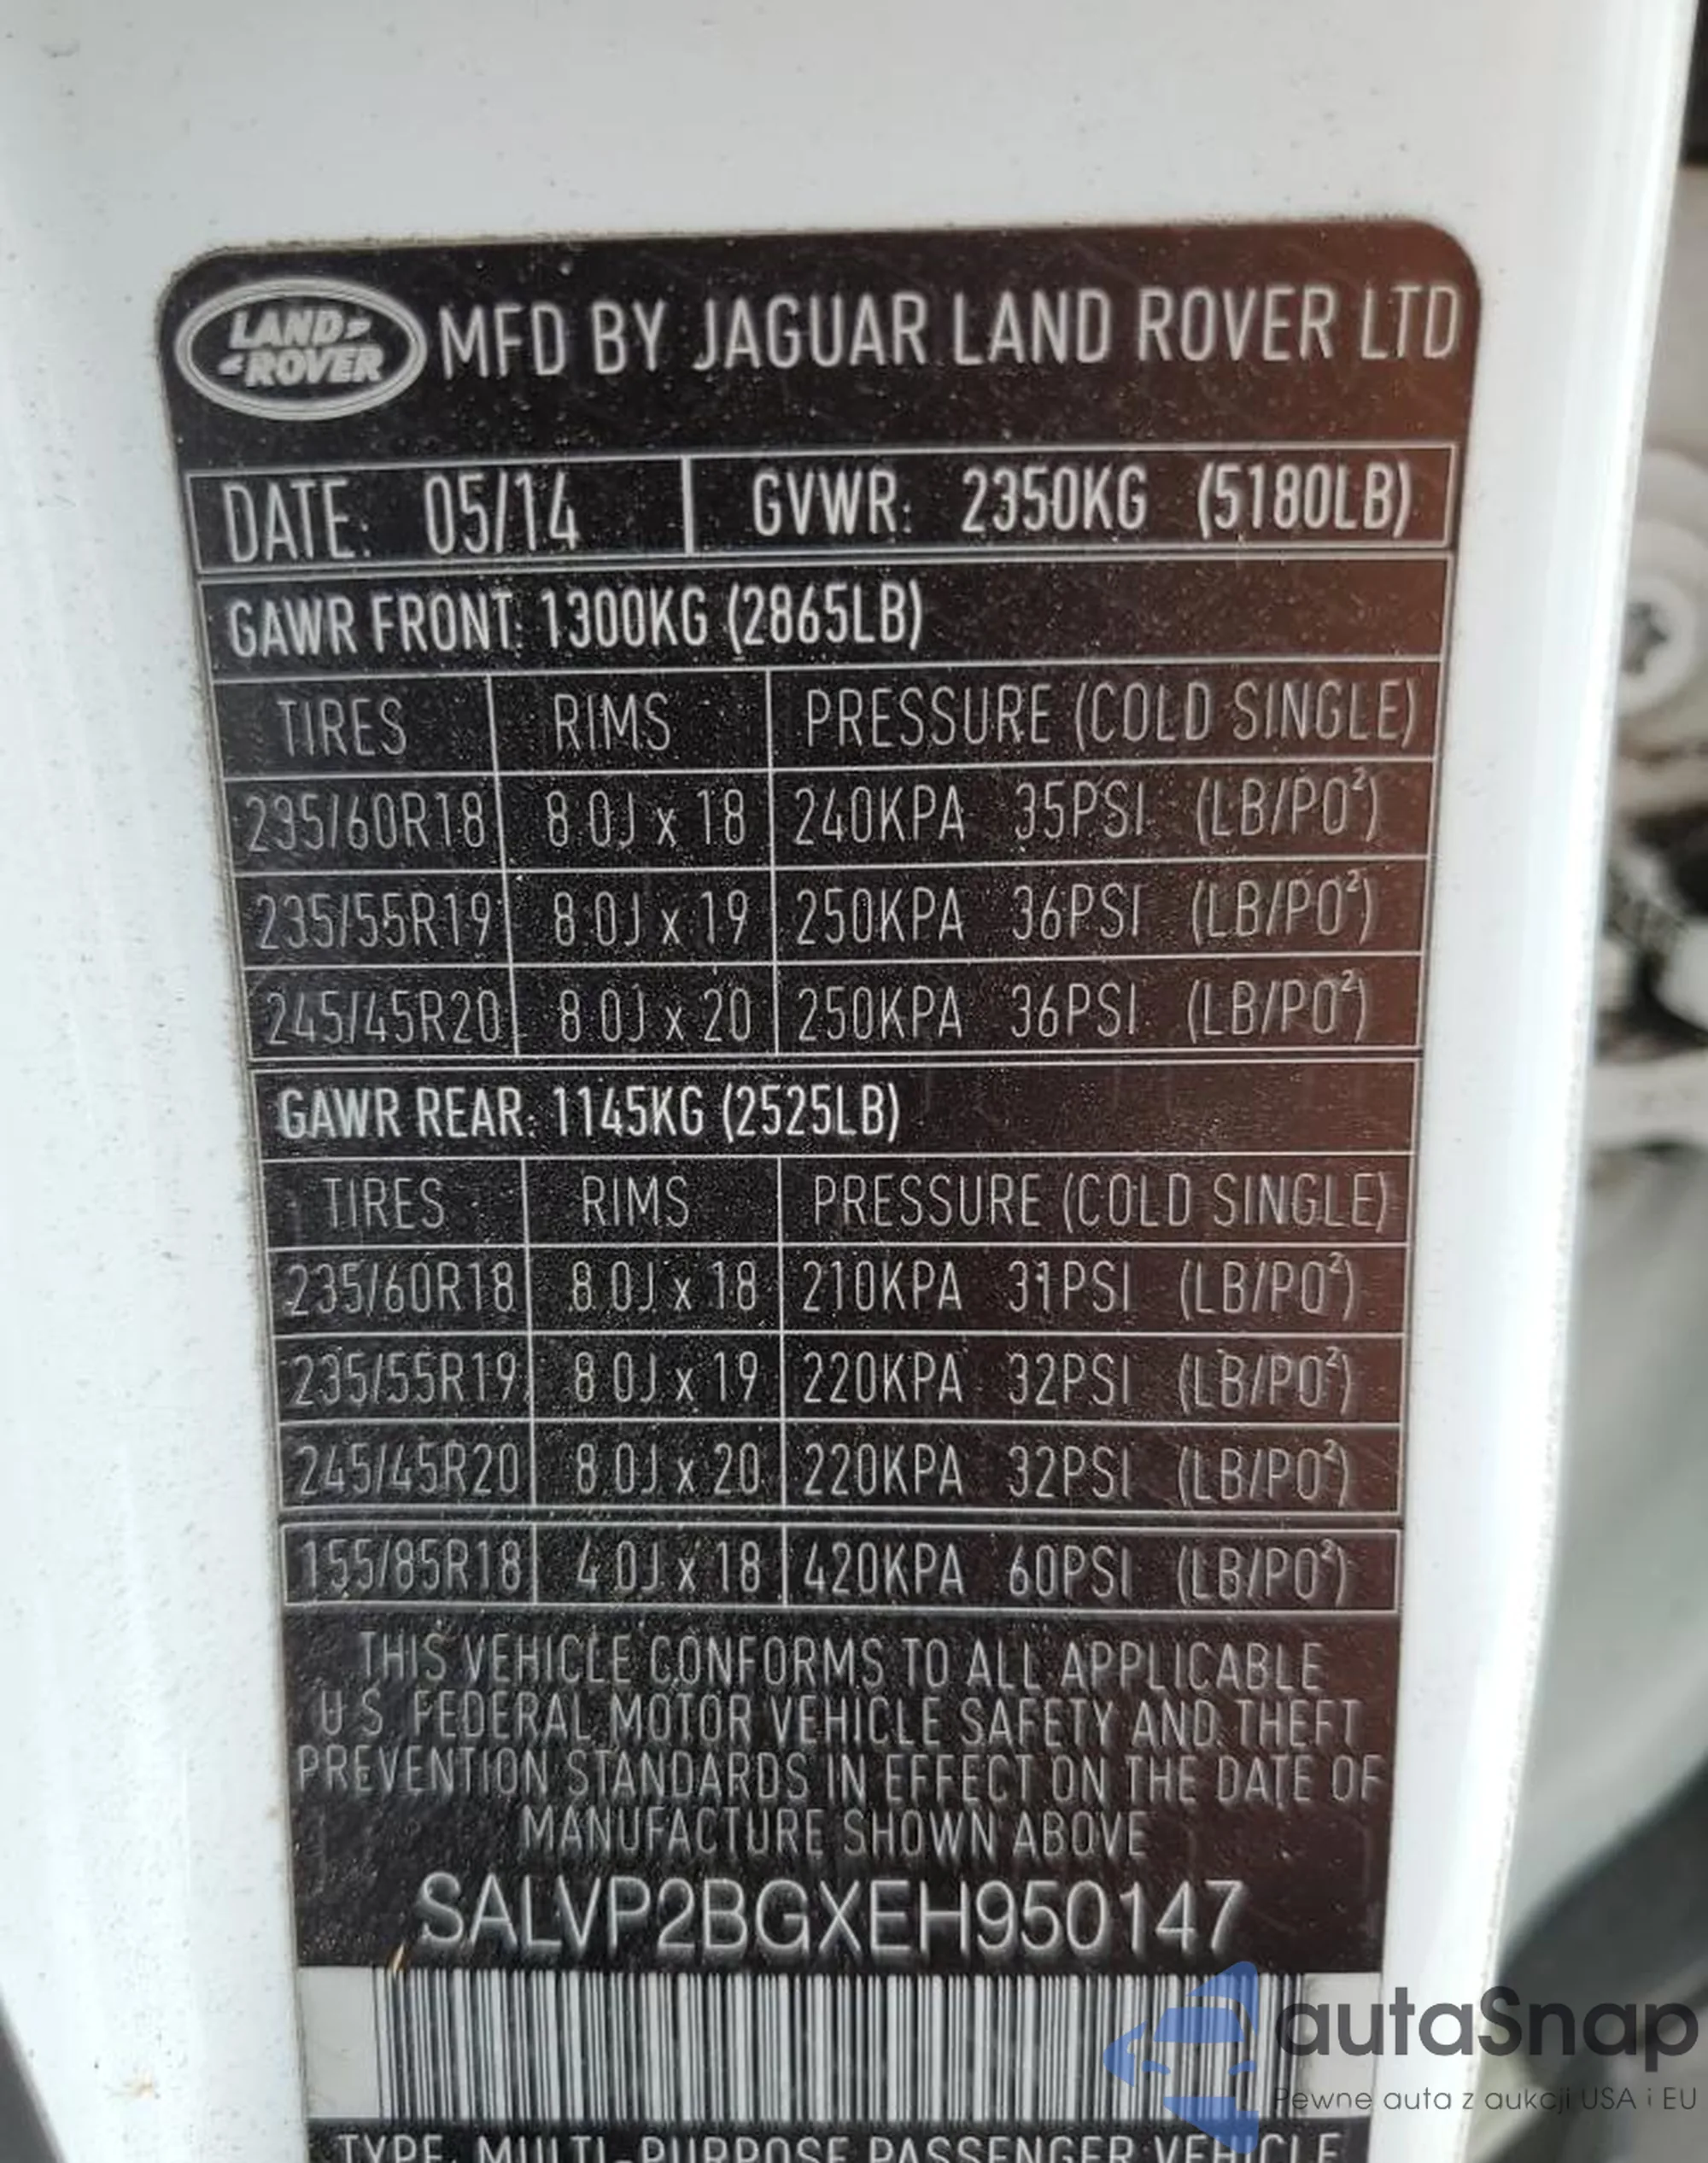 LAND ROVER MFD BY JAGUAR LAND ROVER LTD
DATE: 05/14 GVWR: 2350KG (5180LB)
GAWR FRONT: 1300KG (2865LB)
TIRES RIMS PRESSURE (COLD SINGLE)
235/60R18 8.0J x 18 240KPA 35PSI (LB/PO²)
235/55R19 8.0J x 19 250KPA 36PSI (LB/PO²)
245/45R20 8.0J x 20 250KPA 36PSI (LB/PO²)
GAWR REAR: 1145KG (2525LB)
TIRES RIMS PRESSURE (COLD SINGLE)
235/60R18 8.0J x 18 210KPA 31PSI (LB/PO²)
235/55R19 8.0J x 19 220KPA 32PSI (LB/PO²)
245/45R20 8.0J x 20 220KPA 32PSI (LB/PO²)
155/85R18 4.0J x 18 420KPA 60PSI (LB/PO²)
THIS VEHICLE CONFORMS TO ALL APPLICABLE
U.S. FEDERAL MOTOR VEHICLE SAFETY AND THEFT
PREVENTION STANDARDS IN EFFECT ON THE DATE OF
MANUFACTURE SHOWN ABOVE
SALVP2BGXEH950147
autaSnap
Pewne auta z aukcji USA i EU
TYPE: MULTI-PURPOSE PASSENGER VEHICLE